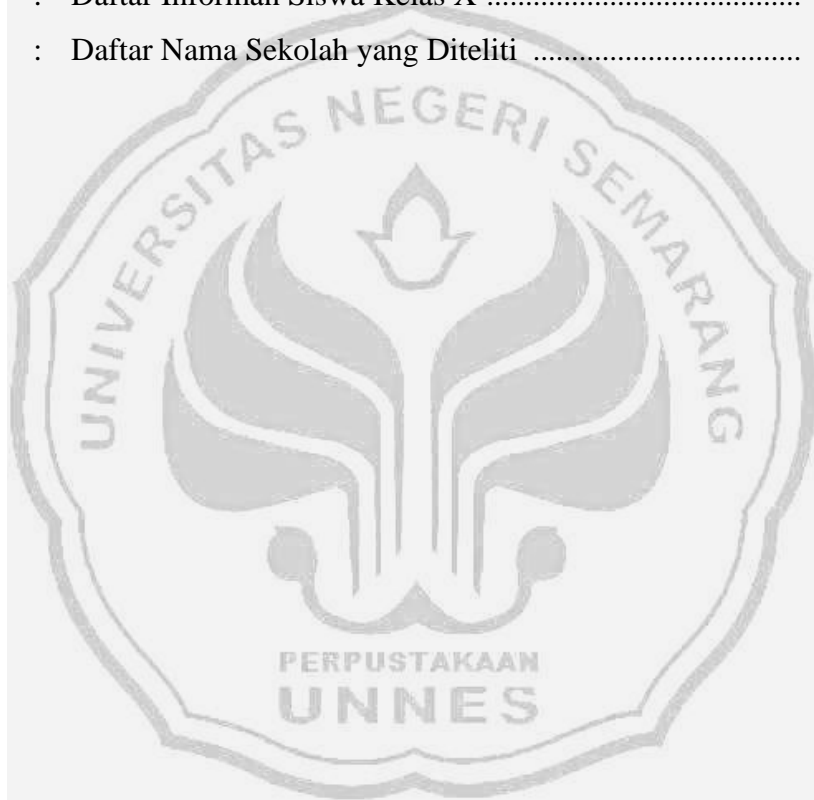 : Daftar Informan Siswa Kelas X .......................................
: Daftar Nama Sekolah yang Diteliti .................................
UNIVERSITAS NEGERI SEMARANG
PERPUSTAKAAN
UNNES